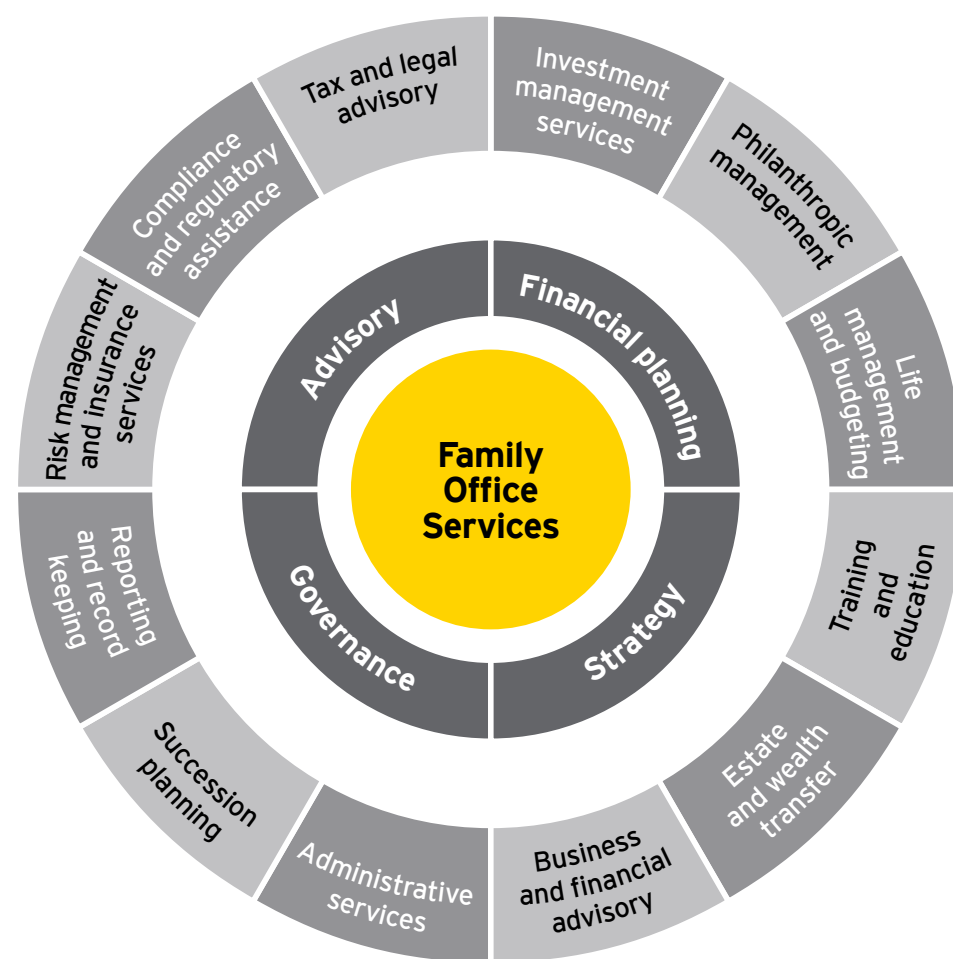 Family
Office
Services
Financial planning
Strategy
Governance
Advisory
Investment
management
services
Philanthropic
management
Life
management
and budgeting
Training
and
education
Estate
and wealth
transfer
Business
and financial
advisory
Administrative
services
Succession
planning
Reporting
and record
keeping
Risk management
and insurance
services
Compliance
and regulatory
assistance
Tax and legal
advisory